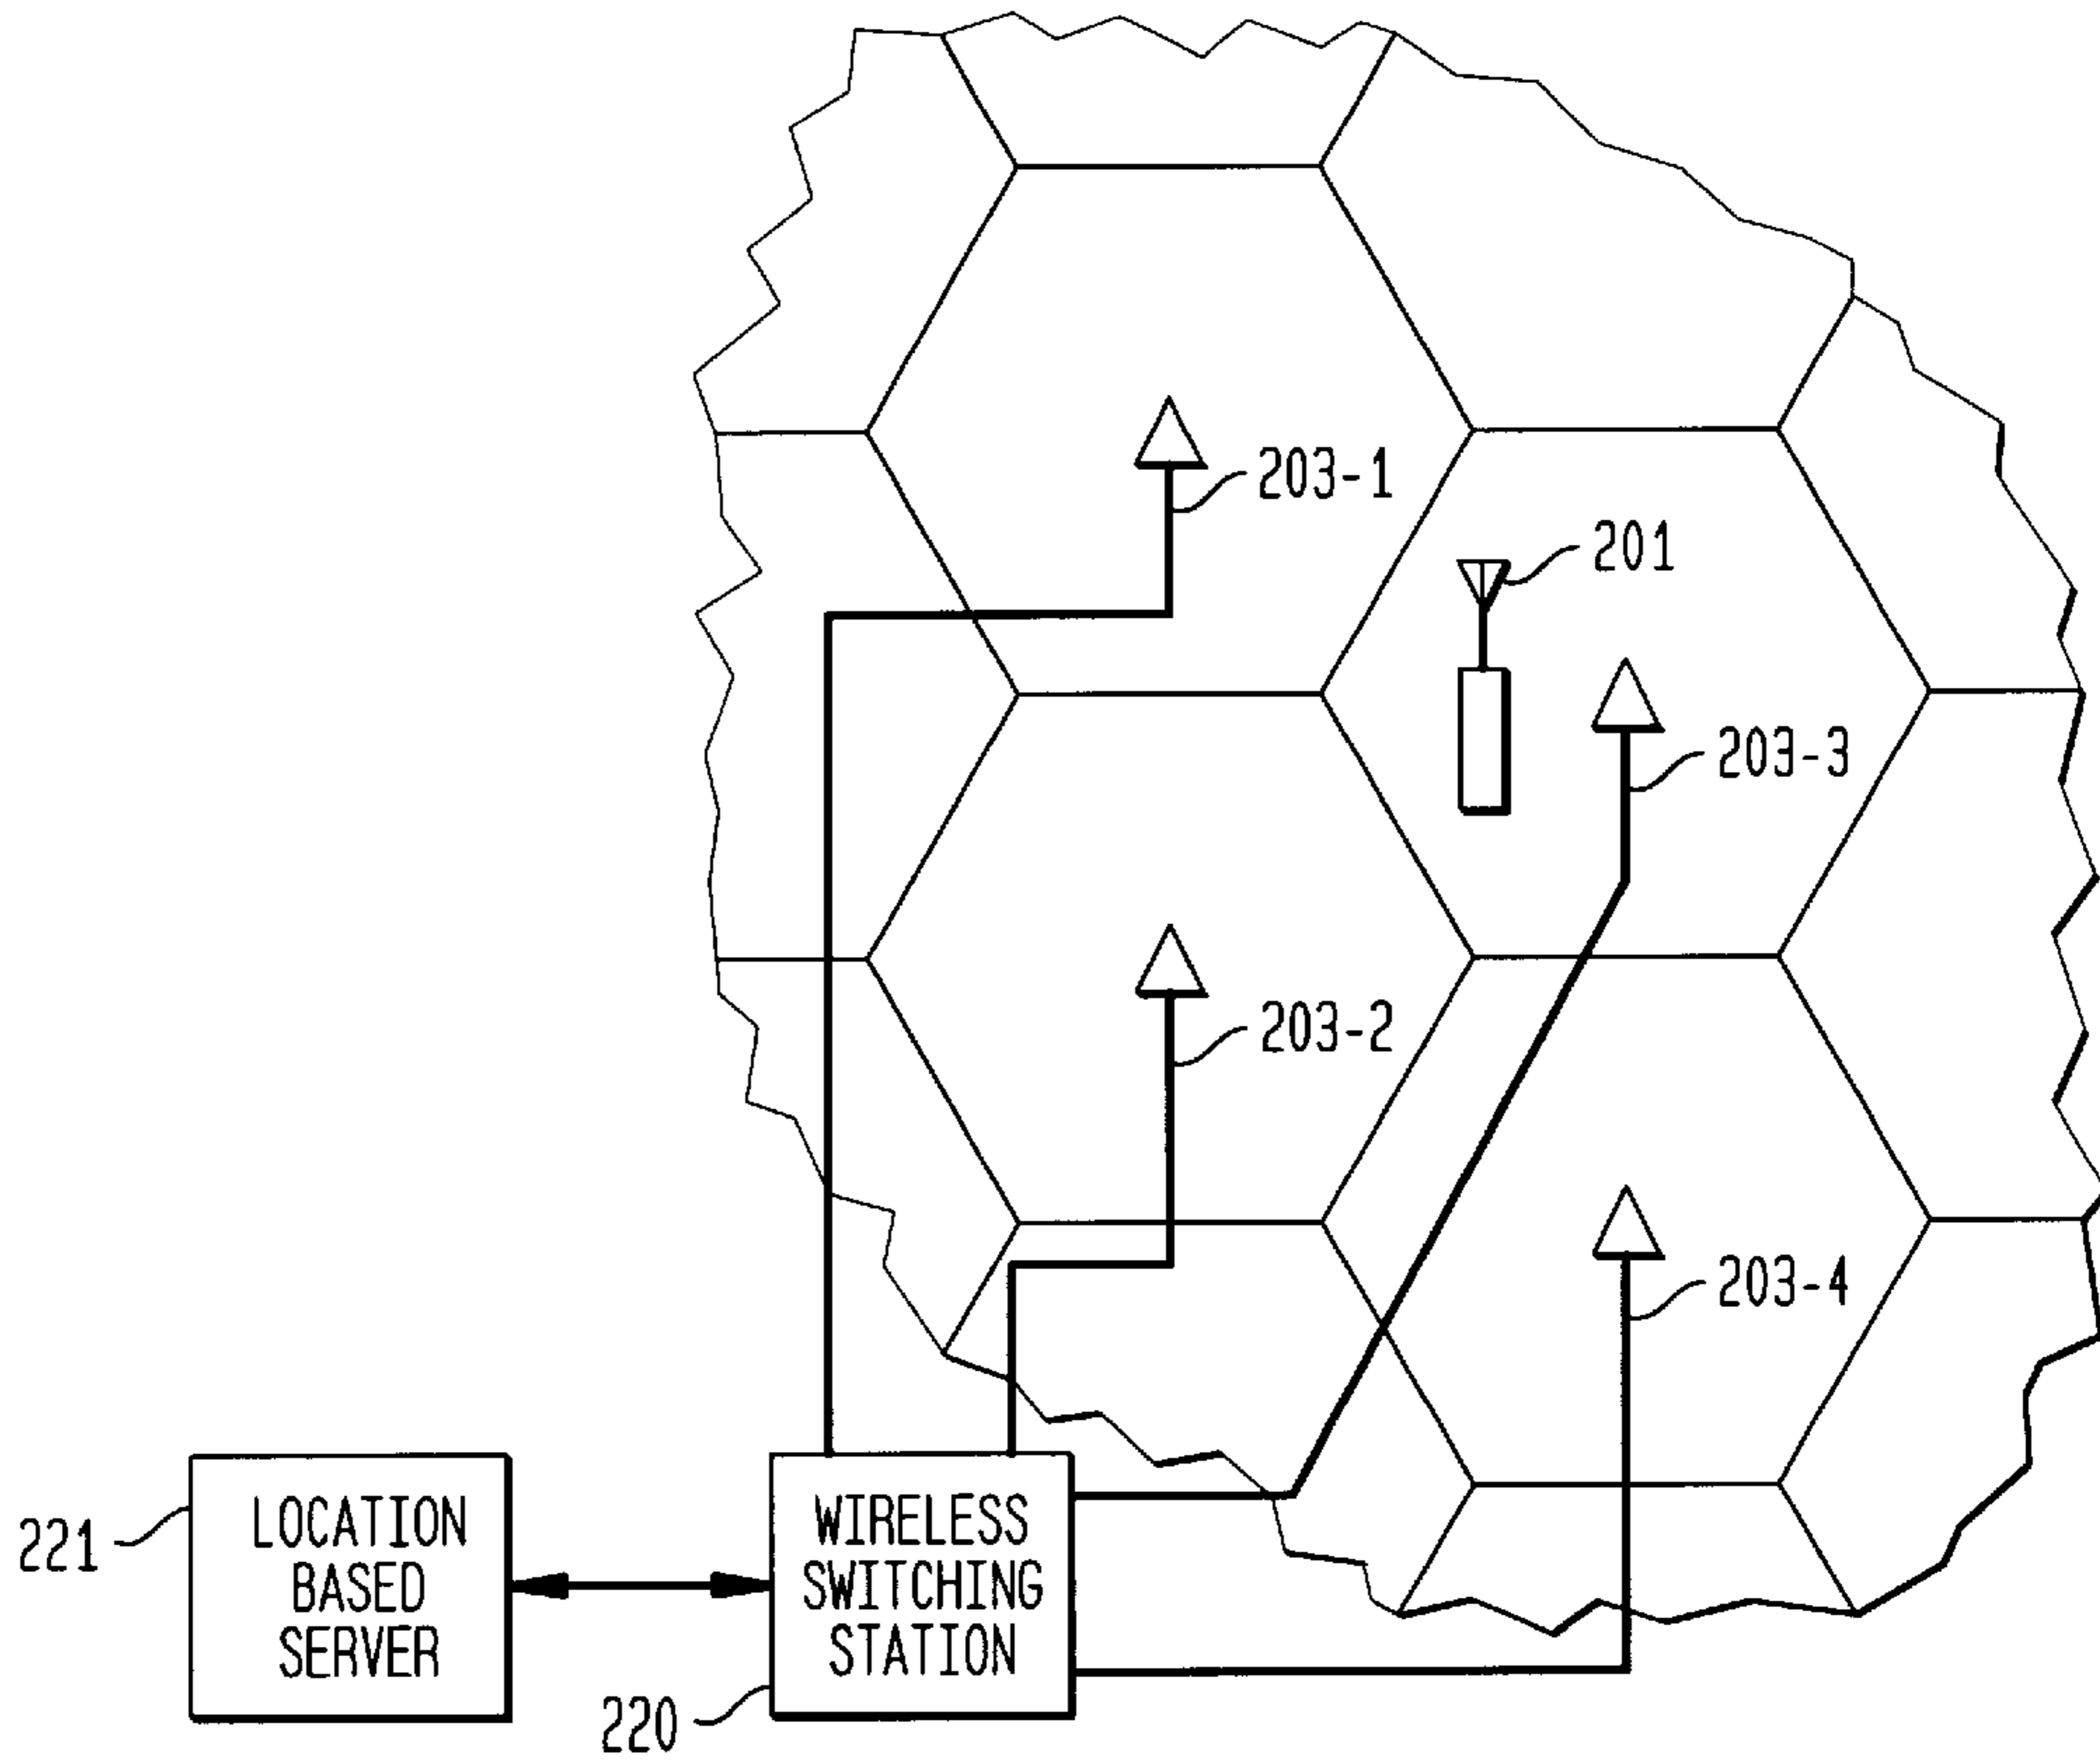 203-1
201
203-3
203-2
203-4
221
LOCATION
BASED
SERVER
WIRELESS
SWITCHING
STATION
220